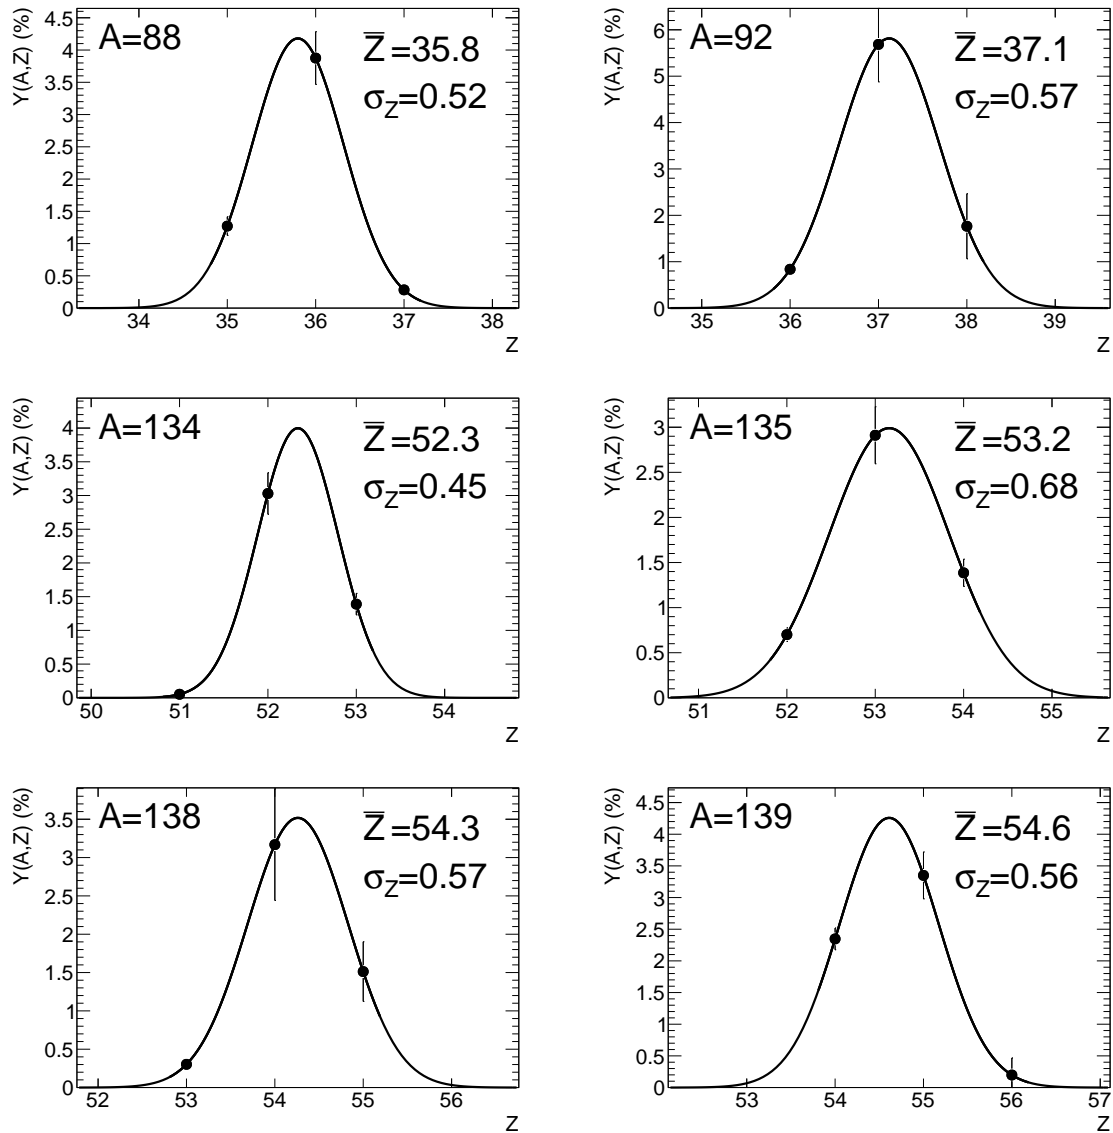 Y(A,Z) (%)
A=88
Z̅=35.8
σ_Z=0.52
4.5
4
3.5
3
2.5
2
1.5
1
0.5
0
34 35 36 37 38
Z
Y(A,Z) (%)
A=92
Z̅=37.1
σ_Z=0.57
6
5
4
3
2
1
0
35 36 37 38 39
Z
Y(A,Z) (%)
A=134
Z̅=52.3
σ_Z=0.45
4
3.5
3
2.5
2
1.5
1
0.5
0
50 51 52 53 54
Z
Y(A,Z) (%)
A=135
Z̅=53.2
σ_Z=0.68
3
2.5
2
1.5
1
0.5
0
51 52 53 54 55
Z
Y(A,Z) (%)
A=138
Z̅=54.3
σ_Z=0.57
3.5
3
2.5
2
1.5
1
0.5
0
52 53 54 55 56
Z
Y(A,Z) (%)
A=139
Z̅=54.6
σ_Z=0.56
4.5
4
3.5
3
2.5
2
1.5
1
0.5
0
53 54 55 56 57
Z